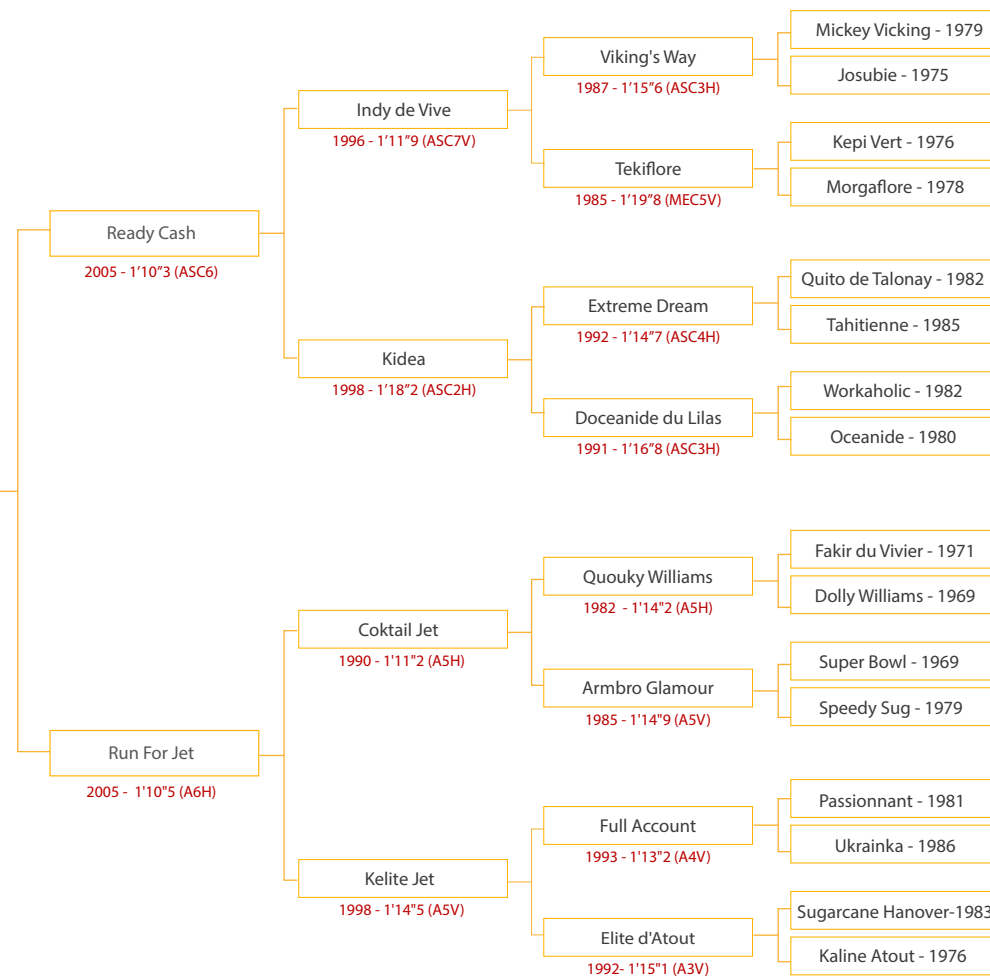 Mickey Vicking - 1979
Viking's Way
1987 - 1'15"6 (ASC3H)
Josubie - 1975
Indy de Vive
1996 - 1'11"9 (ASC7V)
Kepi Vert - 1976
Tekiflore
1985 - 1'19"8 (MEC5V)
Morgaflore - 1978
Ready Cash
2005 - 1'10"3 (ASC6)
Quito de Talonay - 1982
Extreme Dream
1992 - 1'14"7 (ASC4H)
Tahitienne - 1985
Kidea
1998 - 1'18"2 (ASC2H)
Workaholic - 1982
Doceanide du Lilas
1991 - 1'16"8 (ASC3H)
Oceanide - 1980
Fakir du Vivier - 1971
Quouky Williams
1982 - 1'14"2 (A5H)
Dolly Williams - 1969
Coktail Jet
1990 - 1'11"2 (A5H)
Super Bowl - 1969
Armbro Glamour
1985 - 1'14"9 (A5V)
Speedy Sug - 1979
Run For Jet
2005 - 1'10"5 (A6H)
Passionnant - 1981
Full Account
1993 - 1'13"2 (A4V)
Ukrainka - 1986
Kelite Jet
1998 - 1'14"5 (A5V)
Sugarcane Hanover-1983
Elite d'Atout
1992- 1'15"1 (A3V)
Kaline Atout - 1976